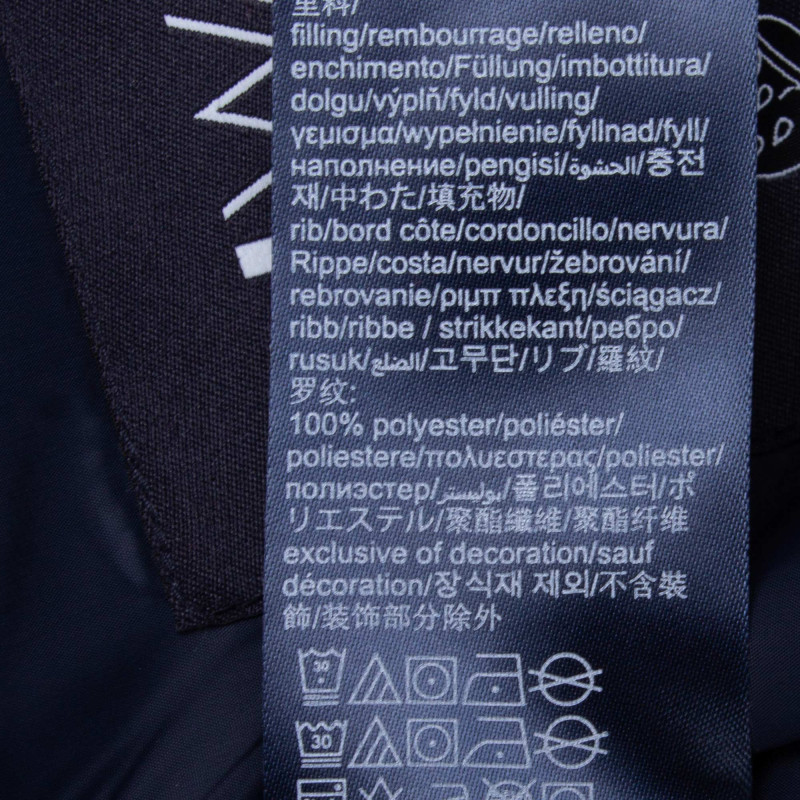 里料/
filling/rembourrage/relleno/
enchimento/Füllung/imbottitura/
dolgu/výplň/fyld/vulling/
γεμισμα/wypełnienie/fyllnad/fyll/
наполнение/pengisi/الحشوة/충전
재/中わた/填充物/
rib/bord côte/cordoncillo/nervura/
Rippe/costa/nervur/žebrování/
rebrovanie/ριμπ πλεξη/ściągacz/
ribb/ribbe / strikkekant/ребро/
rusuk/الضلع/고무단/リブ/羅紋/
罗纹:
100% polyester/poliéster/
poliestere/πολυεστερας/poliester/
полиэстер/بوليستر/폴리에스터/ポ
リエステル/聚酯纖維/聚酯纤维
exclusive of decoration/sauf
décoration/장식재 제외/不含裝
飾/装饰部分除外
30
30